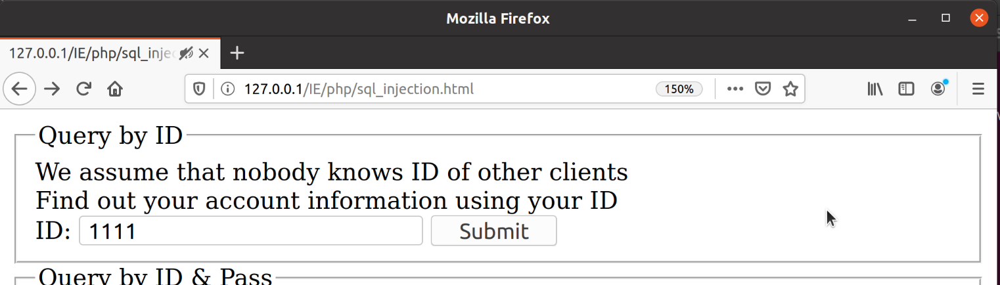 Mozilla Firefox
127.0.0.1/IE/php/sql_injec
127.0.0.1/IE/php/sql_injection.html
150%
Query by ID
We assume that nobody knows ID of other clients
Find out your account information using your ID
ID: 1111 Submit
Query by ID & Pass